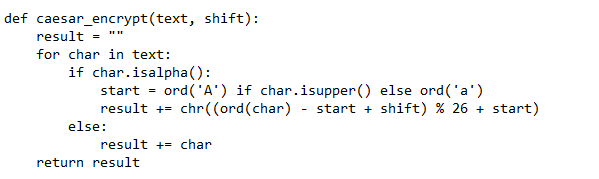 def caesar_encrypt(text, shift):
    result = ""
    for char in text:
        if char.isalpha():
            start = ord('A') if char.isupper() else ord('a')
            result += chr((ord(char) - start + shift) % 26 + start)
        else:
            result += char
    return result